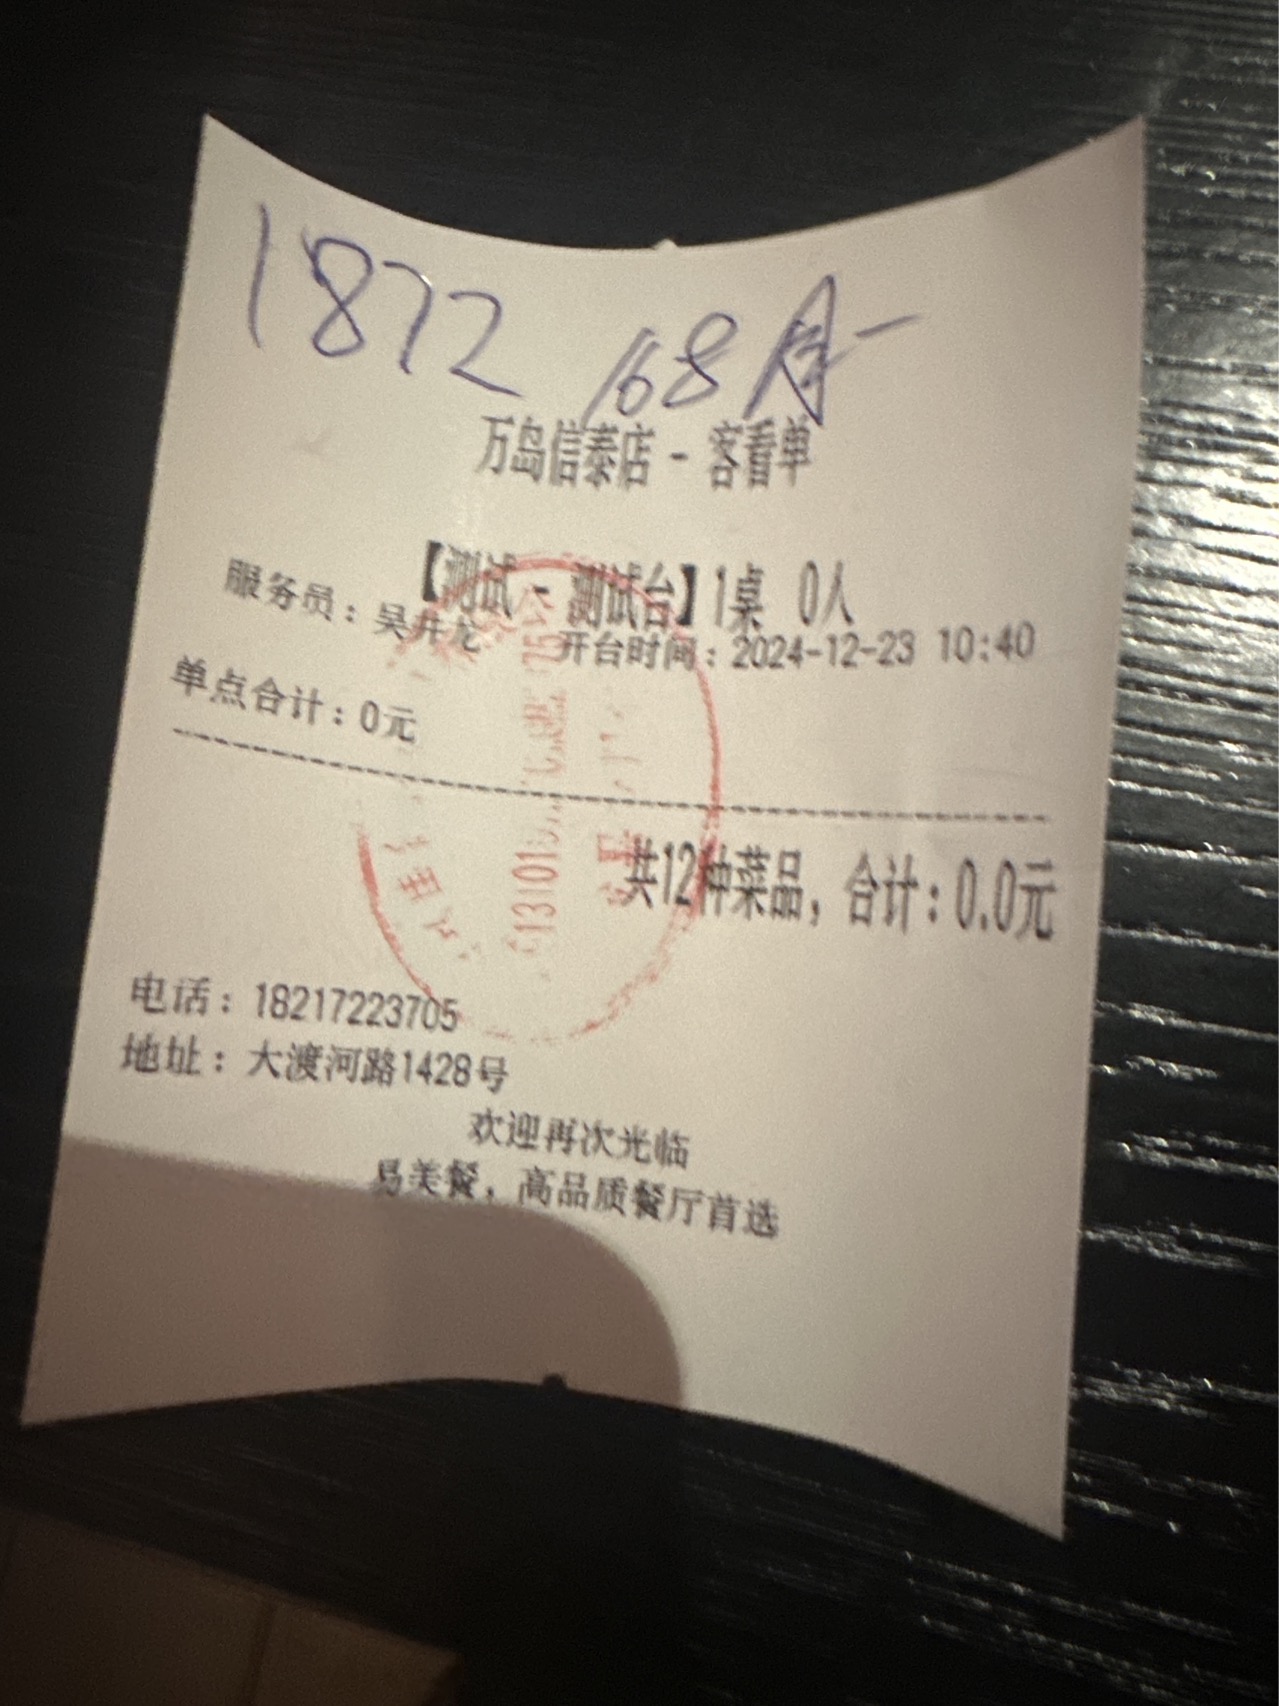 1872 168
万岛信泰店 - 客看单
【测试 - 测试台】1桌 0人
服务员：吴井龙 开台时间：2024-12-23 10:40
单点合计：0元
共12种菜品，合计：0.0元
电话：18217223705
地址：大渡河路1428号
欢迎再次光临
易美餐，高品质餐厅首选